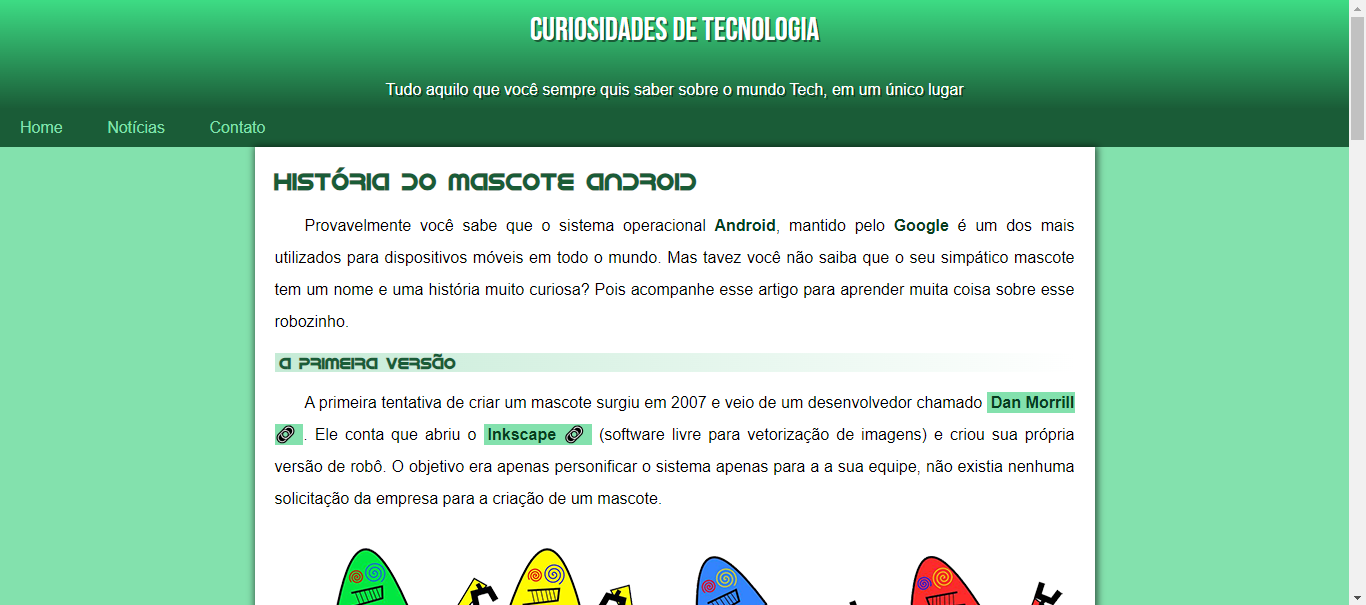 CURIOSIDADES DE TECNOLOGIA
Tudo aquilo que você sempre quis saber sobre o mundo Tech, em um único lugar
Home Notícias Contato
HISTÓRIA DO MASCOTE ANDROID
Provavelmente você sabe que o sistema operacional Android, mantido pelo Google é um dos mais
utilizados para dispositivos móveis em todo o mundo. Mas tavez você não saiba que o seu simpático mascote
tem um nome e uma história muito curiosa? Pois acompanhe esse artigo para aprender muita coisa sobre esse
robozinho.
A PRIMEIRA VERSÃO
A primeira tentativa de criar um mascote surgiu em 2007 e veio de um desenvolvedor chamado Dan Morrill
. Ele conta que abriu o Inkscape (software livre para vetorização de imagens) e criou sua própria
versão de robô. O objetivo era apenas personificar o sistema apenas para a a sua equipe, não existia nenhuma
solicitação da empresa para a criação de um mascote.